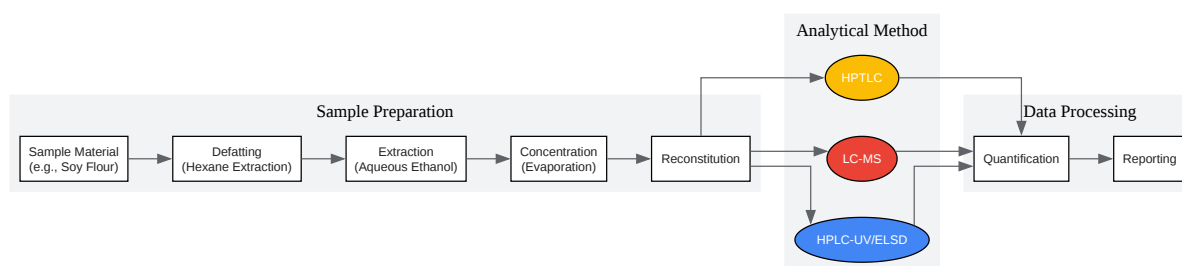 Analytical Method
HPTLC
Sample Preparation
Data Processing
Sample Material
(e.g., Soy Flour)
Defatting
(Hexane Extraction)
Extraction
(Aqueous Ethanol)
Concentration
(Evaporation)
Reconstitution
LC-MS
Quantification
Reporting
HPLC-UV/ELSD